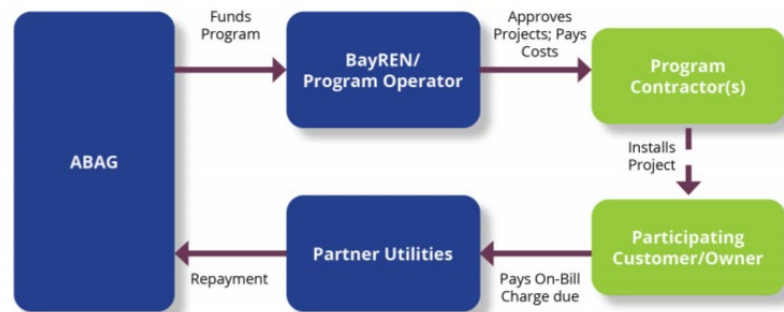 Funds
Program
Approves
Projects; Pays
Costs
BayREN/
Program Operator
Program
Contractor(s)
ABAG
Installs
Project
Partner Utilities
Participating
Customer/Owner
Repayment
Pays On-Bill
Charge due